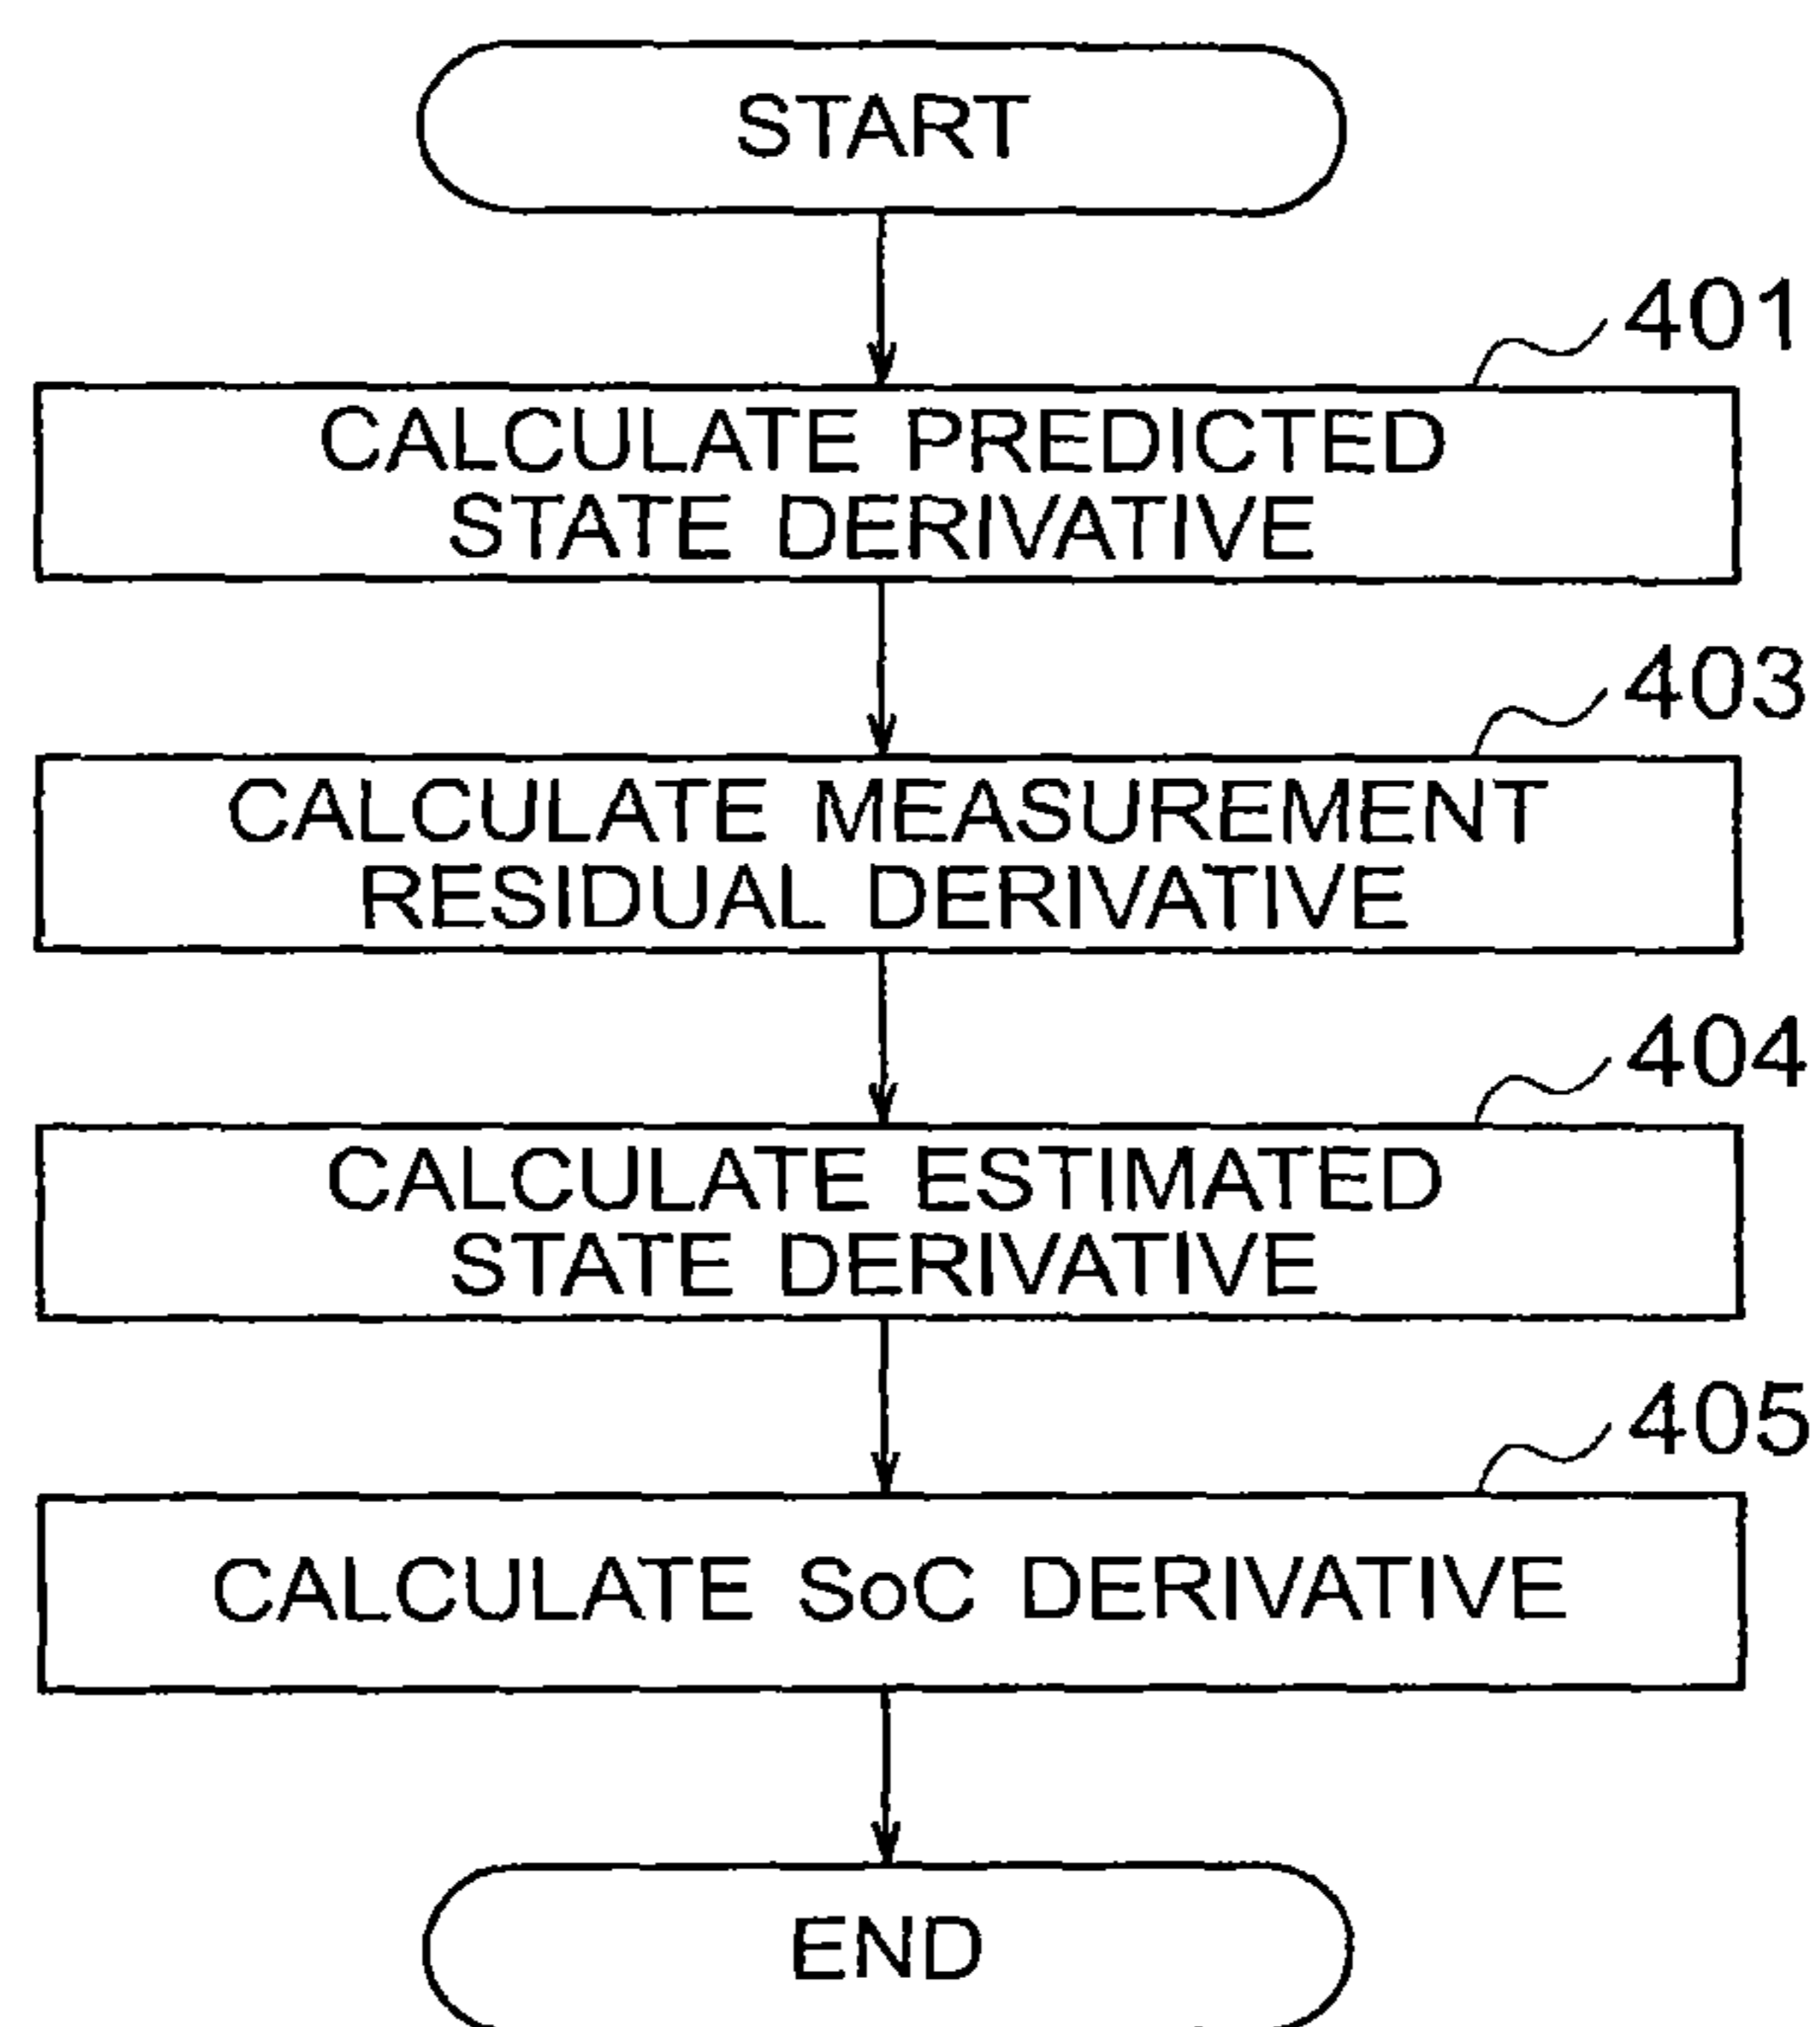 START
401
CALCULATE PREDICTED
STATE DERIVATIVE
403
CALCULATE MEASUREMENT
RESIDUAL DERIVATIVE
404
CALCULATE ESTIMATED
STATE DERIVATIVE
405
CALCULATE SoC DERIVATIVE
END